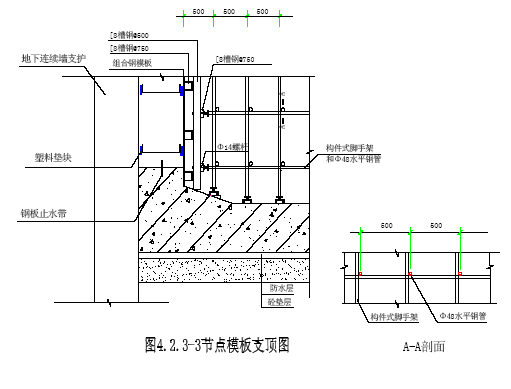 500 500 500
[8槽钢@500
[8槽钢@750
组合钢模板
[8槽钢@750
地下连续墙支护
Φ14螺杆
构件式脚手架
和Φ48水平钢管
塑料垫块
钢板止水带
500 500
防水层
砼垫层
构件式脚手架
Φ48水平钢管
图4.2.3-3节点模板支顶图
A-A剖面